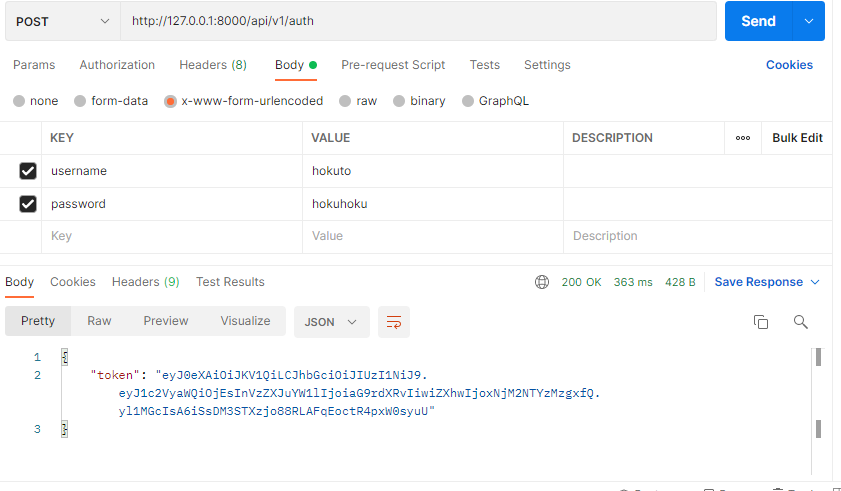 POST http://127.0.0.1:8000/api/v1/auth Send
Params Authorization Headers (8) Body Pre-request Script Tests Settings Cookies
none form-data x-www-form-urlencoded raw binary GraphQL
KEY VALUE DESCRIPTION ooo Bulk Edit
username hokuto
password hokuhoku
Key Value Description
Body Cookies Headers (9) Test Results 200 OK 363 ms 428 B Save Response
Pretty Raw Preview Visualize JSON
1 {
2 "token": "eyJ0eXAiOiJKV1QiLCJhbGciOiJIUzI1NiJ9.
eyJ1c2VyaWQiOjEsInVzZXJuYW1lIjoiaG9rdXRvIiwiZXhwIjoxNjM2NTYzMzgxfQ.
yl1MGcIsA6iSsDM3STXzjo88RLAFqEoctR4pxW0syuU"
3 }